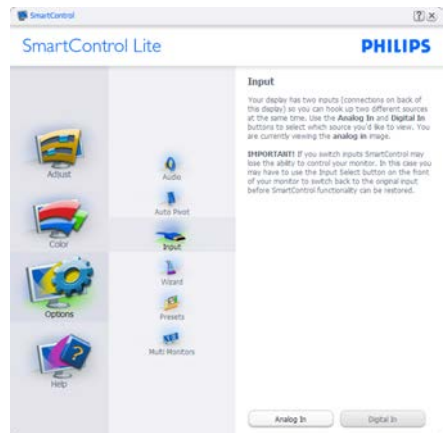 SmartControl
SmartControl Lite
PHILIPS
Adjust
Color
Options
Help
Audio
Auto Pivot
Input
Wizard
Presets
Multi Monitors
Input
Your display has two inputs (connections on back of
this display) so you can hook up two different sources
at the same time. Use the Analog In and Digital In
buttons to select which source you'd like to view. You
are currently viewing the analog in image.
IMPORTANT! If you switch inputs SmartControl may
lose the ability to control your monitor. In this case you
may have to use the Input Select button on the front
of your monitor to switch back to the original input
before SmartControl functionality can be restored.
Analog In
Digital In